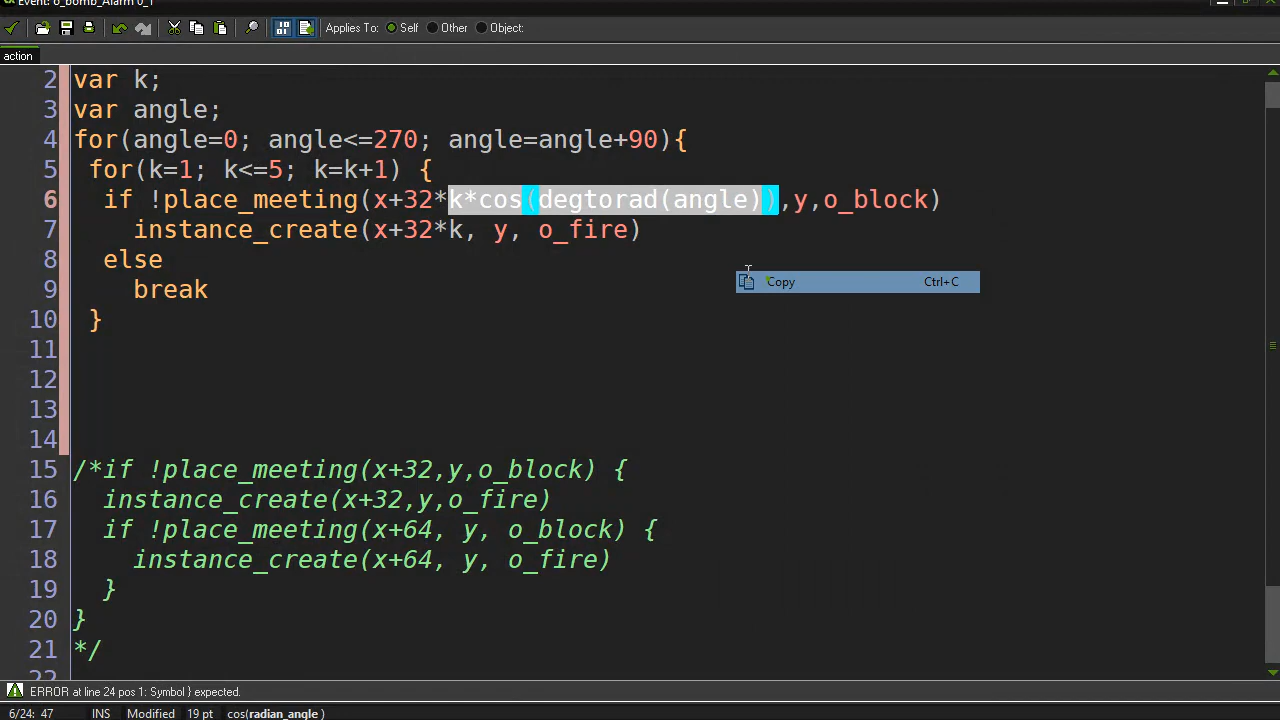 Event: o_bomb_Alarm 0_1
Applies To: Self Other Object:
action
2 var k;
3 var angle;
4 for(angle=0; angle<=270; angle=angle+90){
5 for(k=1; k<=5; k=k+1) {
6 if !place_meeting(x+32*k*cos(degtorad(angle)),y,o_block)
7 instance_create(x+32*k, y, o_fire)
8 else
Copy Ctrl+C
9 break
10 }
11
12
13
14
15 /*if !place_meeting(x+32,y,o_block) {
16 instance_create(x+32,y,o_fire)
17 if !place_meeting(x+64, y, o_block) {
18 instance_create(x+64, y, o_fire)
19 }
20 }
21 */
22
ERROR at line 24 pos 1: Symbol } expected.
6/24: 47 INS Modified 19 pt cos(radian_angle )